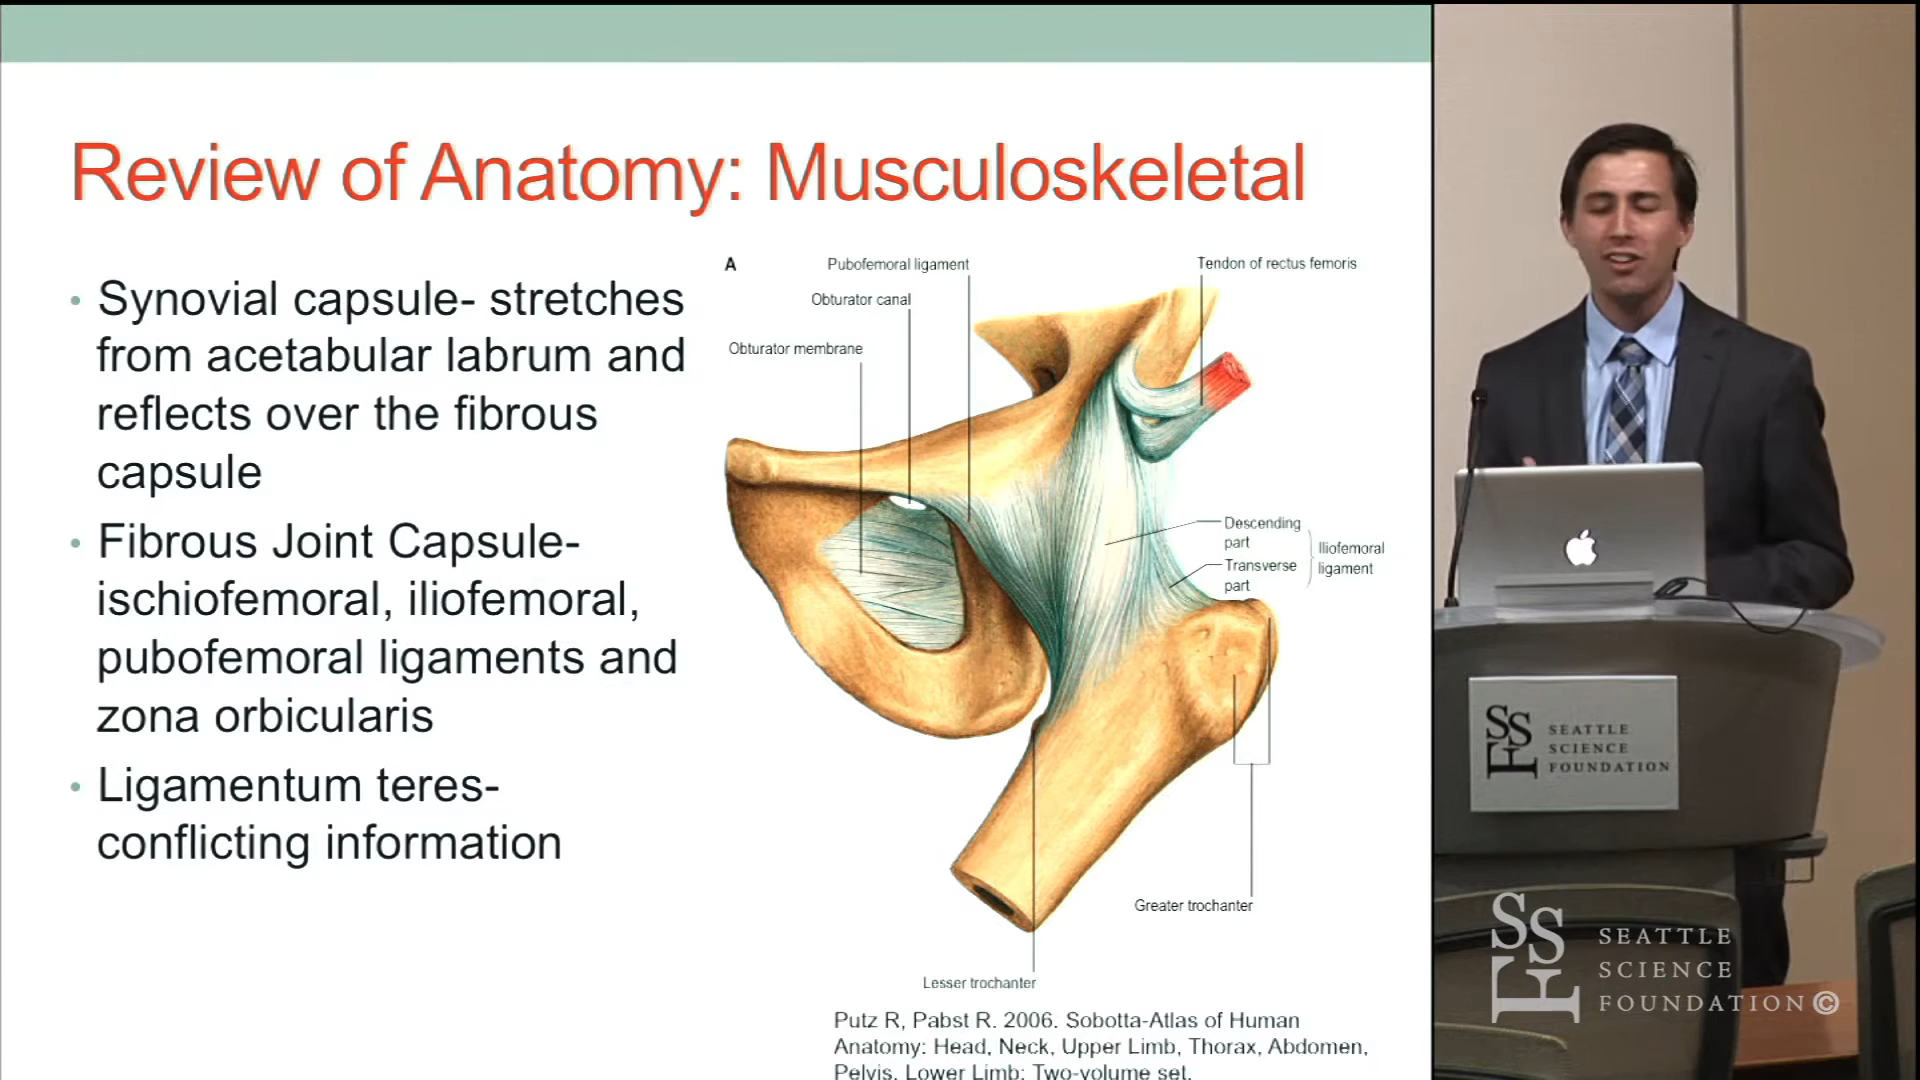 Review of Anatomy: Musculoskeletal
• Synovial capsule- stretches
from acetabular labrum and
reflects over the fibrous
capsule
• Fibrous Joint Capsule-
ischiofemoral, iliofemoral,
pubofemoral ligaments and
zona orbicularis
• Ligamentum teres-
conflicting information
A
Pubofemoral ligament
Tendon of rectus femoris
Obturator canal
Obturator membrane
Descending
part
Transverse
part
Iliofemoral
ligament
Greater trochanter
Lesser trochanter
Putz R, Pabst R. 2006. Sobotta-Atlas of Human
Anatomy: Head, Neck, Upper Limb, Thorax, Abdomen,
Pelvis, Lower Limb; Two-volume set.
SSF
SEATTLE
SCIENCE
FOUNDATION
SSF
SEATTLE
SCIENCE
FOUNDATION ©